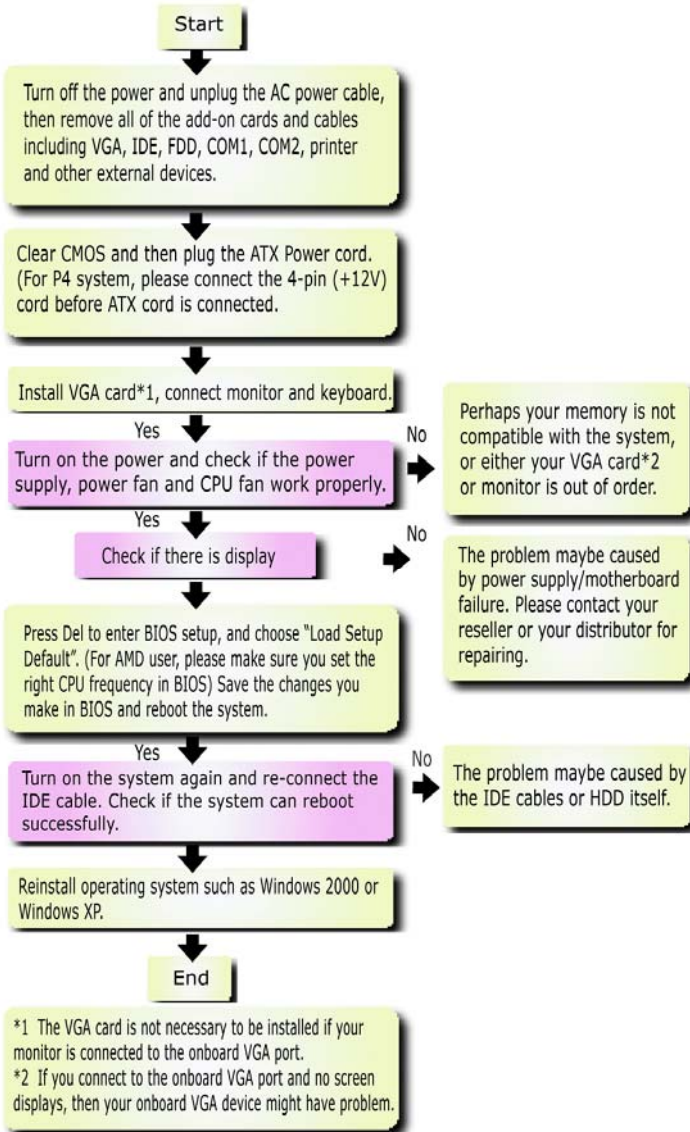 Start
Turn off the power and unplug the AC power cable,
then remove all of the add-on cards and cables
including VGA, IDE, FDD, COM1, COM2, printer
and other external devices.
Clear CMOS and then plug the ATX Power cord.
(For P4 system, please connect the 4-pin (+12V)
cord before ATX cord is connected.
Install VGA card*1, connect monitor and keyboard.
Yes
No
Turn on the power and check if the power
supply, power fan and CPU fan work properly.
Perhaps your memory is not
compatible with the system,
or either your VGA card*2
or monitor is out of order.
Yes
No
Check if there is display
The problem maybe caused
by power supply/motherboard
failure. Please contact your
reseller or your distributor for
repairing.
Press Del to enter BIOS setup, and choose “Load Setup
Default”. (For AMD user, please make sure you set the
right CPU frequency in BIOS) Save the changes you
make in BIOS and reboot the system.
Yes
No
Turn on the system again and re-connect the
IDE cable. Check if the system can reboot
successfully.
The problem maybe caused by
the IDE cables or HDD itself.
Reinstall operating system such as Windows 2000 or
Windows XP.
End
*1 The VGA card is not necessary to be installed if your
monitor is connected to the onboard VGA port.
*2 If you connect to the onboard VGA port and no screen
displays, then your onboard VGA device might have problem.